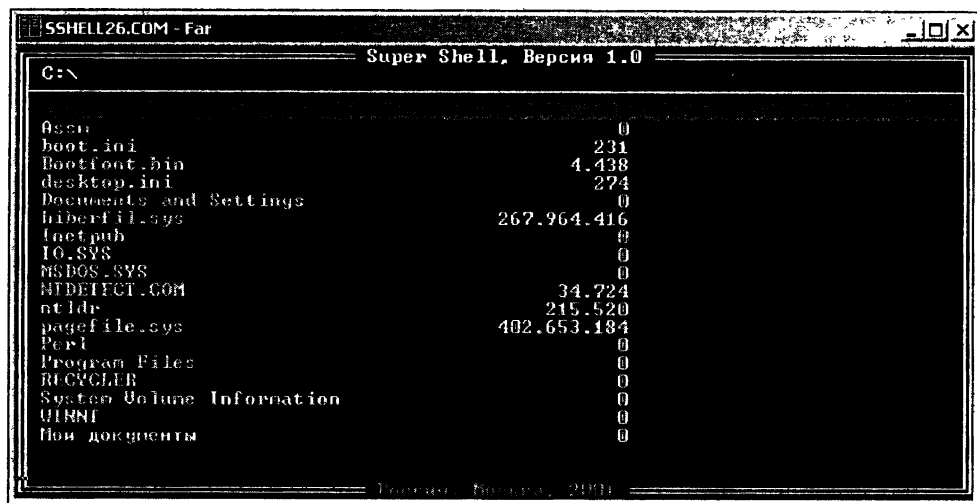 SSHELL26.COM - Far
Super Shell, Версия 1.0
C:\
Assm 0
boot.ini 231
Bootfont.bin 4.438
desktop.ini 274
Documents and Settings 0
hiberfil.sys 267.964.416
Inetpub 0
IO.SYS 0
MSDOS.SYS 0
NTDETECT.COM 34.724
ntldr 215.520
pagefile.sys 402.653.184
Perl 0
Program Files 0
RECYCLER 0
System Volume Information 0
WINNT 0
Мои документы 0
Россия, Москва,